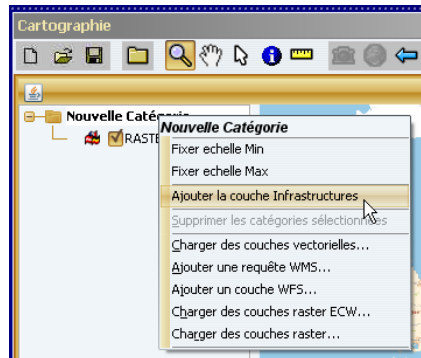 Cartographie
Nouvelle Catégorie
RASTE
Nouvelle Catégorie
Fixer echelle Min
Fixer echelle Max
Ajouter la couche Infrastructures
Supprimer les catégories sélectionnées
Charger des couches vectorielles...
Ajouter une requête WMS...
Ajouter un couche WFS...
Charger des couches raster ECW...
Charger des couches raster...